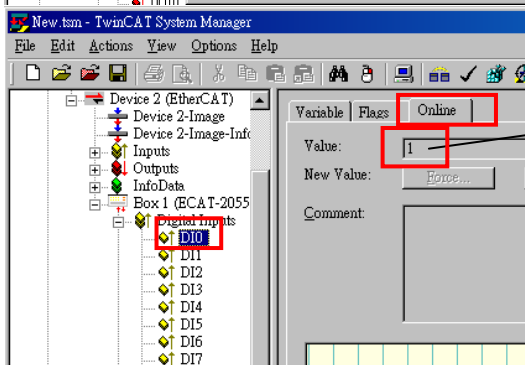 New.tsm - TwinCAT System Manager
File Edit Actions View Options Help
Device 2 (EtherCAT)
Device 2-Image
Device 2-Image-Info
Inputs
Outputs
InfoData
Box 1 (ECAT-2055
Digital Inputs
DI0
DI1
DI2
DI3
DI4
DI5
DI6
DI7
Variable Flags Online
Value: 1
New Value: Force...
Comment: